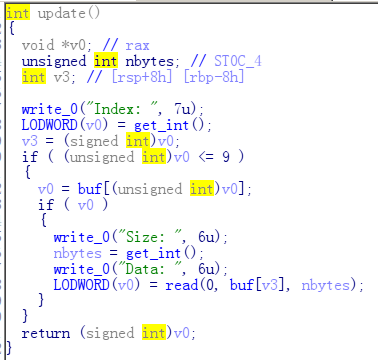 int update()
{
void *v0; // rax
unsigned int nbytes; // ST0C_4
int v3; // [rsp+8h] [rbp-8h]
write_0("Index: ", 7u);
LODWORD(v0) = get_int();
v3 = (signed int)v0;
if ( (unsigned int)v0 <= 9 )
{
v0 = buf[(unsigned int)v0];
if ( v0 )
{
write_0("Size: ", 6u);
nbytes = get_int();
write_0("Data: ", 6u);
LODWORD(v0) = read(0, buf[v3], nbytes);
}
}
return (signed int)v0;
}